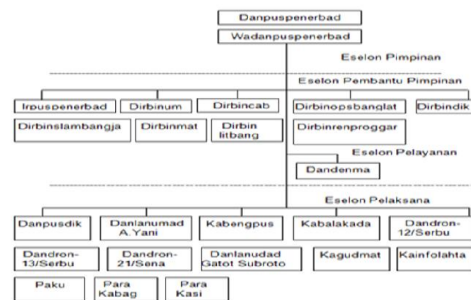 Danpuspenerbad
Wadanpuspenerbad
Eselon Pimpinan
Eselon Pembantu Pimpinan
Irpuspenerbad
Dirbinum
Dirbincab
Dirbinopsbanglat
Dirbindik
Dirbinslambangja
Dirbinmat
Dirbin
litbang
Dirbinrenproggar
Eselon Pelayanan
Dandenma
Eselon Pelaksana
Danpusdik
Danlanumad
A.Yani
Kabengpus
Kabalakada
Dandron-
12/Serbu
Dandron-
13/Serbu
Dandron-
21/Sena
Danlanudad
Gatot Subroto
Kagudmat
Kainfolahta
Paku
Para
Kabag
Para
Kasi